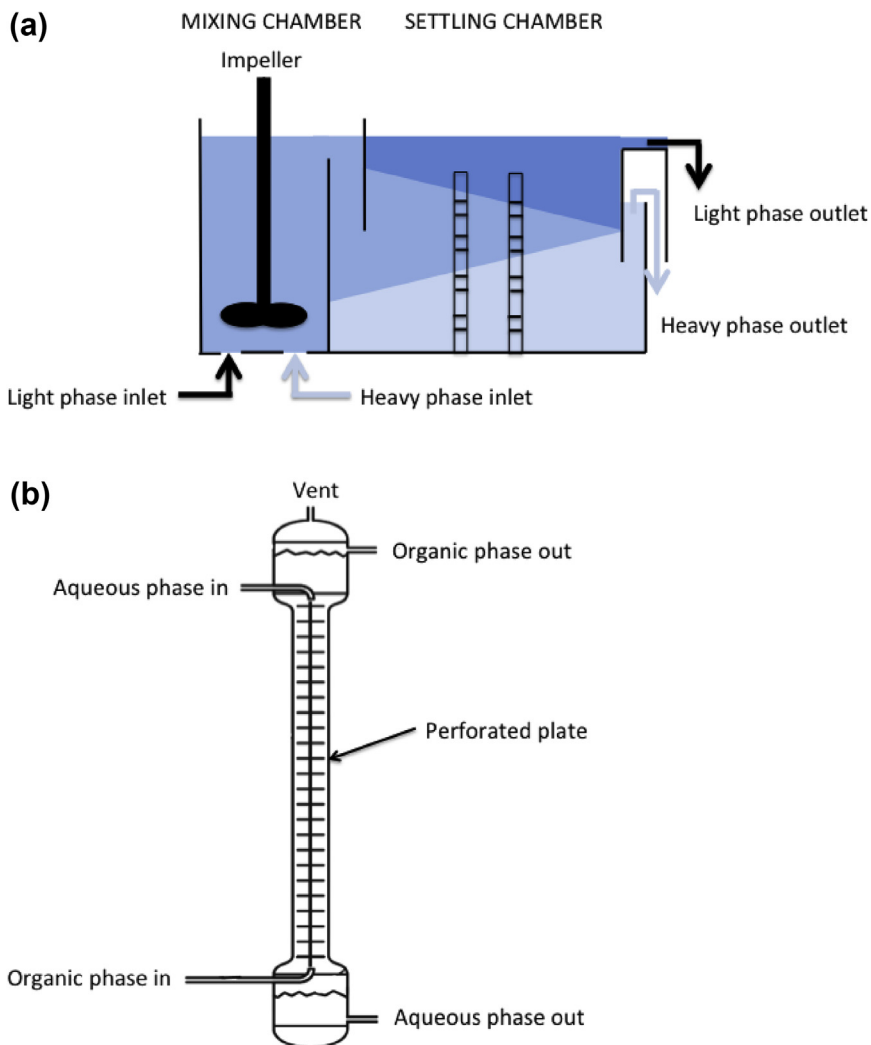 (a)
MIXING CHAMBER SETTLING CHAMBER
Impeller
Light phase outlet
Heavy phase outlet
Light phase inlet
Heavy phase inlet
(b)
Vent
Organic phase out
Aqueous phase in
Perforated plate
Organic phase in
Aqueous phase out